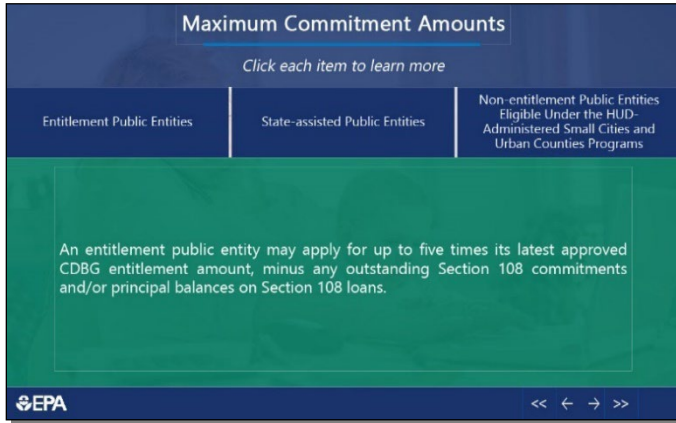 Maximum Commitment Amounts
Click each item to learn more
Entitlement Public Entities
State-assisted Public Entities
Non-entitlement Public Entities
Eligible Under the HUD-
Administered Small Cities and
Urban Counties Programs
An entitlement public entity may apply for up to five times its latest approved
CDBG entitlement amount, minus any outstanding Section 108 commitments
and/or principal balances on Section 108 loans.
EPA
<< ← → >>